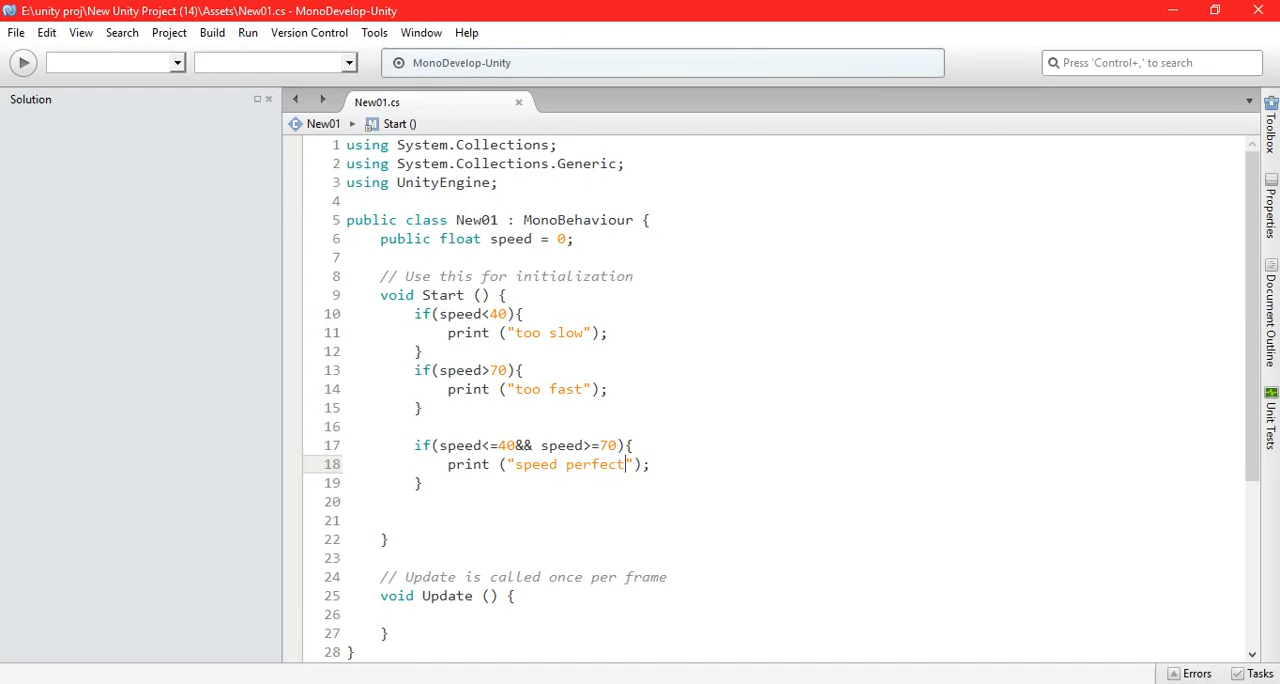 E:\unity proj\New Unity Project (14)\Assets\New01.cs - MonoDevelop-Unity
File Edit View Search Project Build Run Version Control Tools Window Help
MonoDevelop-Unity
Press 'Control+,' to search
Solution
New01.cs
New01 Start ()
1 using System.Collections;
2 using System.Collections.Generic;
3 using UnityEngine;
4
5 public class New01 : MonoBehaviour {
6 public float speed = 0;
7
8 // Use this for initialization
9 void Start () {
10 if(speed<40){
11 print ("too slow");
12 }
13 if(speed>70){
14 print ("too fast");
15 }
16
17 if(speed<=40&& speed>=70){
18 print ("speed perfect");
19 }
20
21
22 }
23
24 // Update is called once per frame
25 void Update () {
26
27 }
28 }
Toolbox
Properties
Document Outline
Unit Tests
Errors Tasks